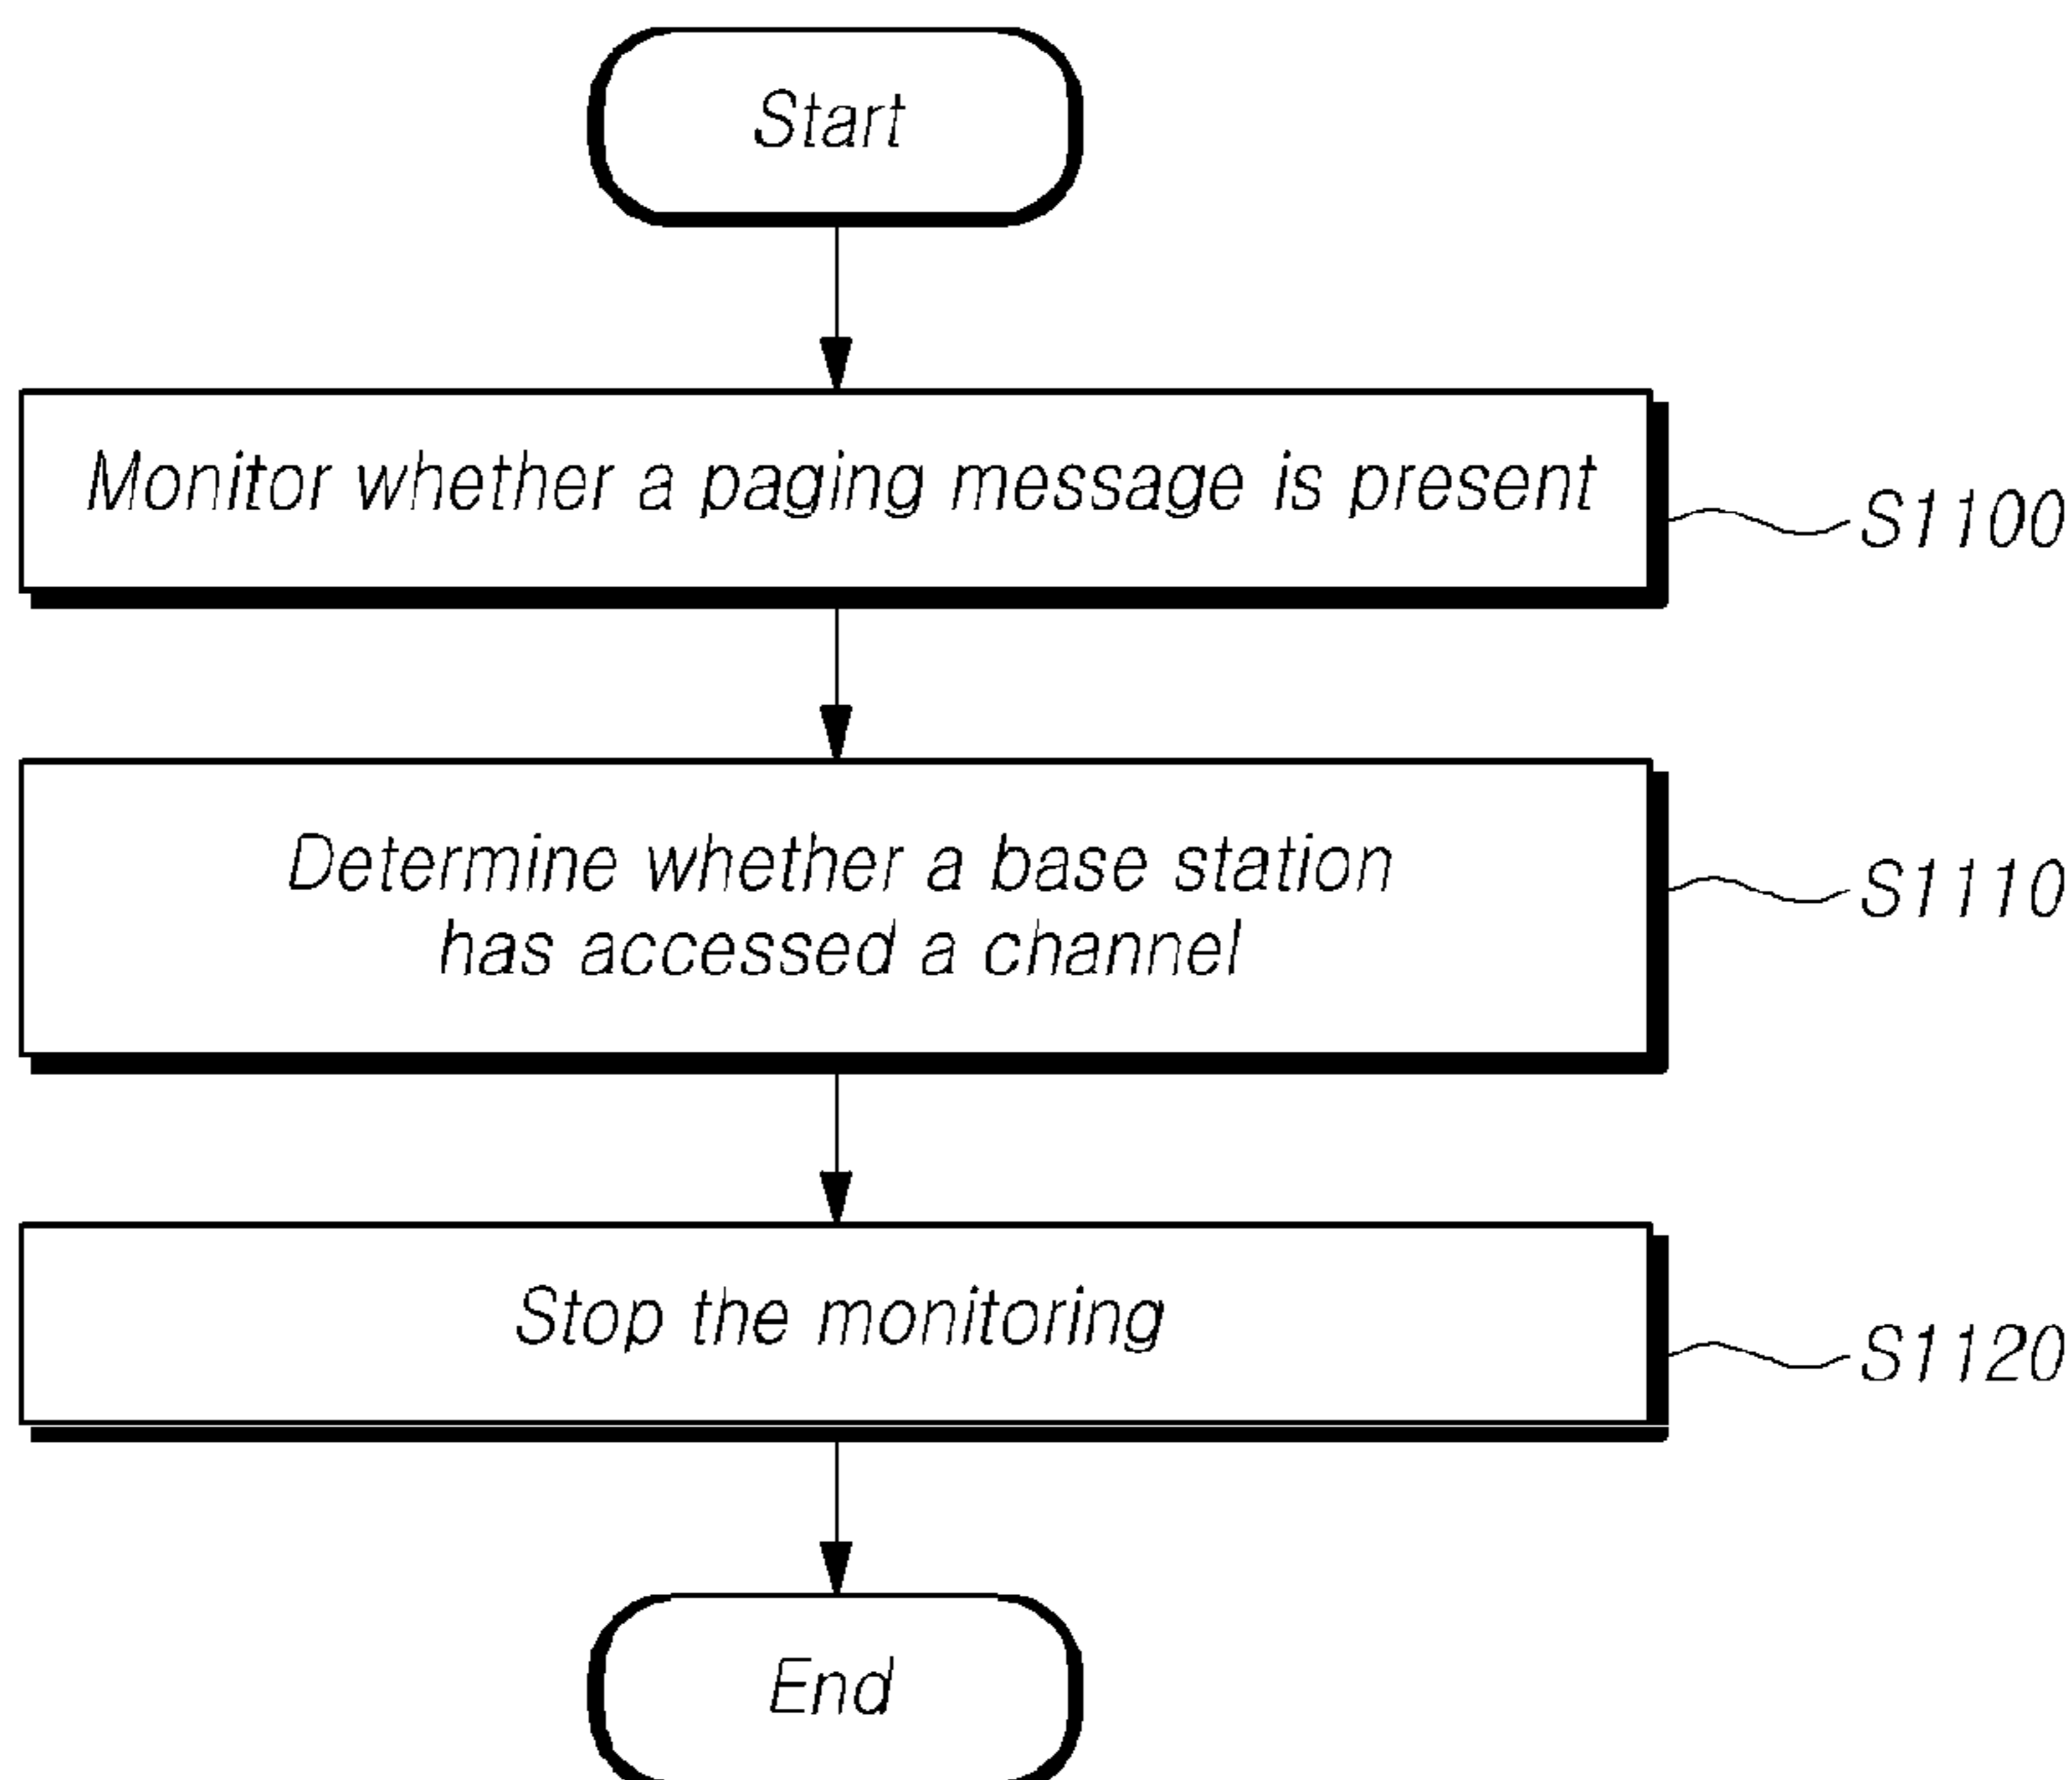 Start
Monitor whether a paging message is present
S1100
Determine whether a base station
has accessed a channel
S1110
Stop the monitoring
S1120
End